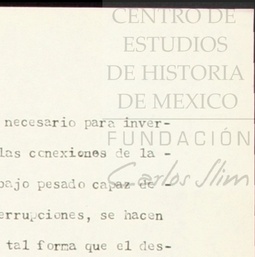 CENTRO DE
ESTUDIOS
DE HISTORIA
DE MEXICO
FUNDACIÓN
Carlos Slim
necesario para inver-
las conexiones de la -
bajo pesado capaz de -
errupciones, se hacen
tal forma que el des-